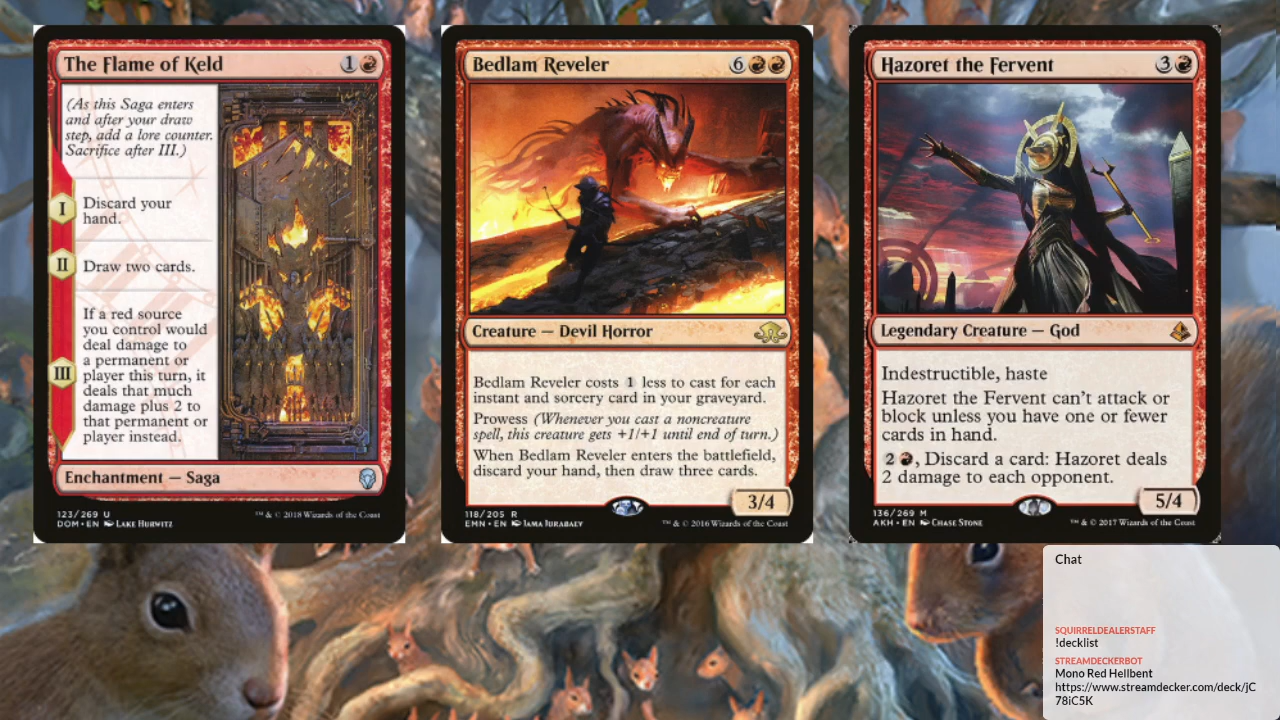 The Flame of Keld 1
(As this Saga enters
and after your draw
step, add a lore counter.
Sacrifice after III.)
I Discard your
hand.
II Draw two cards.
III If a red source
you control would
deal damage to
a permanent or
player this turn, it
deals that much
damage plus 2 to
that permanent or
player instead.
Enchantment — Saga
123/269 U
DOM • EN Lake Hurwitz
™ & © 2018 Wizards of the Coast
Bedlam Reveler 6
Creature — Devil Horror
Bedlam Reveler costs 1 less to cast for each
instant and sorcery card in your graveyard.
Prowess (Whenever you cast a noncreature
spell, this creature gets +1/+1 until end of turn.)
When Bedlam Reveler enters the battlefield,
discard your hand, then draw three cards.
3/4
118/205 R
EMN • EN
™ & © 2016 Wizards of the Coast
Hazoret the Fervent 3
Legendary Creature — God
Indestructible, haste
Hazoret the Fervent can't attack or
block unless you have one or fewer
cards in hand.
2 , Discard a card: Hazoret deals
2 damage to each opponent.
5/4
136/269 M
AKH • EN Chase Stone
™ & © 2017 Wizards of the Coast
Chat
SQUIRRELDEALERSTAFF
!decklist
STREAMDECKERBOT
Mono Red Hellbent
https://www.streamdecker.com/deck/jC
78iC5K